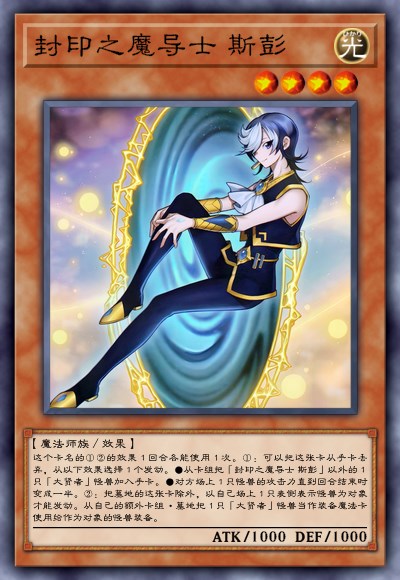 封印之魔导士 斯彭
光
【魔法师族／效果】
这个卡名的①②的效果1回合各能使用1次。①：可以把这张卡从手卡丢
弃，从以下效果选择1个发动。●从卡组把「封印之魔导士 斯彭」以外的1
只「大贤者」怪兽加入手卡。●对方场上1只怪兽的攻击力直到回合结束时
变成一半。②：把墓地的这张卡除外，以自己场上1只表侧表示怪兽为对象
才能发动。从自己的额外卡组·墓地把1只「大贤者」怪兽当作装备魔法卡
使用给作为对象的怪兽装备。
ATK/1000 DEF/1000